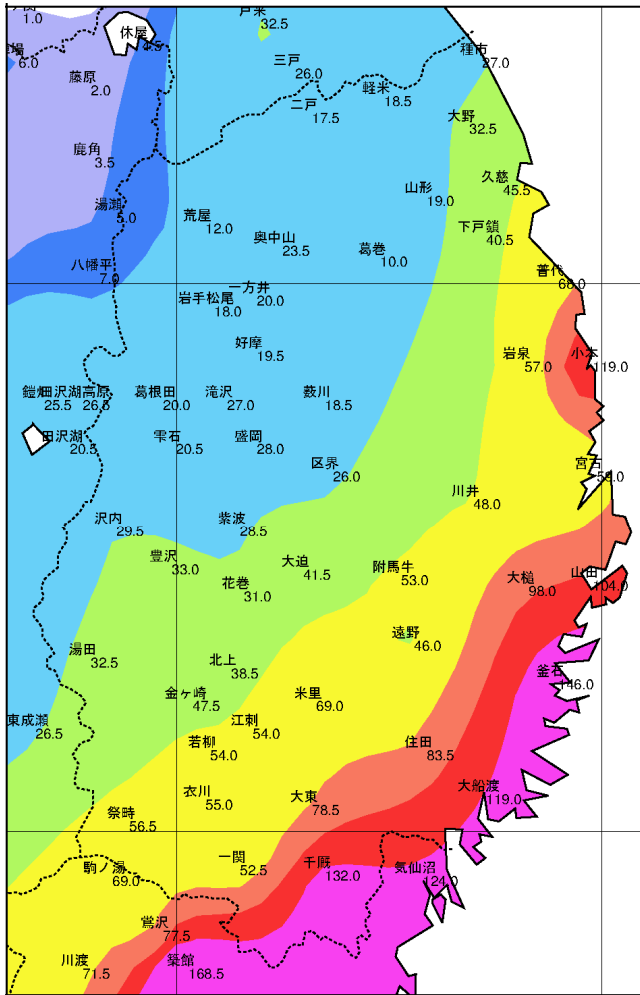 1.0
戸来
32.5
休屋
4.5
6.0
種市
27.0
三戸
26.0
藤原
2.0
軽米
18.5
二戸
17.5
大野
32.5
鹿角
3.5
久慈
45.5
山形
19.0
湯瀬
5.0
荒屋
12.0
下戸鎖
40.5
奥中山
23.5
葛巻
10.0
八幡平
7.0
普代
68.0
一方井
20.0
岩手松尾
18.0
好摩
19.5
岩泉
57.0
小本
119.0
鎧畑
25.5
田沢湖高原
26.5
葛根田
20.0
滝沢
27.0
薮川
18.5
田沢湖
20.5
雫石
20.5
盛岡
28.0
区界
26.0
宮古
59.0
川井
48.0
沢内
29.5
紫波
28.5
豊沢
33.0
大迫
41.5
附馬牛
53.0
花巻
31.0
大槌
98.0
山田
104.0
遠野
46.0
湯田
32.5
北上
38.5
釜石
146.0
金ヶ崎
47.5
米里
69.0
東成瀬
26.5
江刺
54.0
若柳
54.0
住田
83.5
衣川
55.0
大東
78.5
大船渡
119.0
祭畤
56.5
駒ノ湯
69.0
一関
52.5
千厩
132.0
気仙沼
124.0
鶯沢
77.5
川渡
71.5
築館
168.5